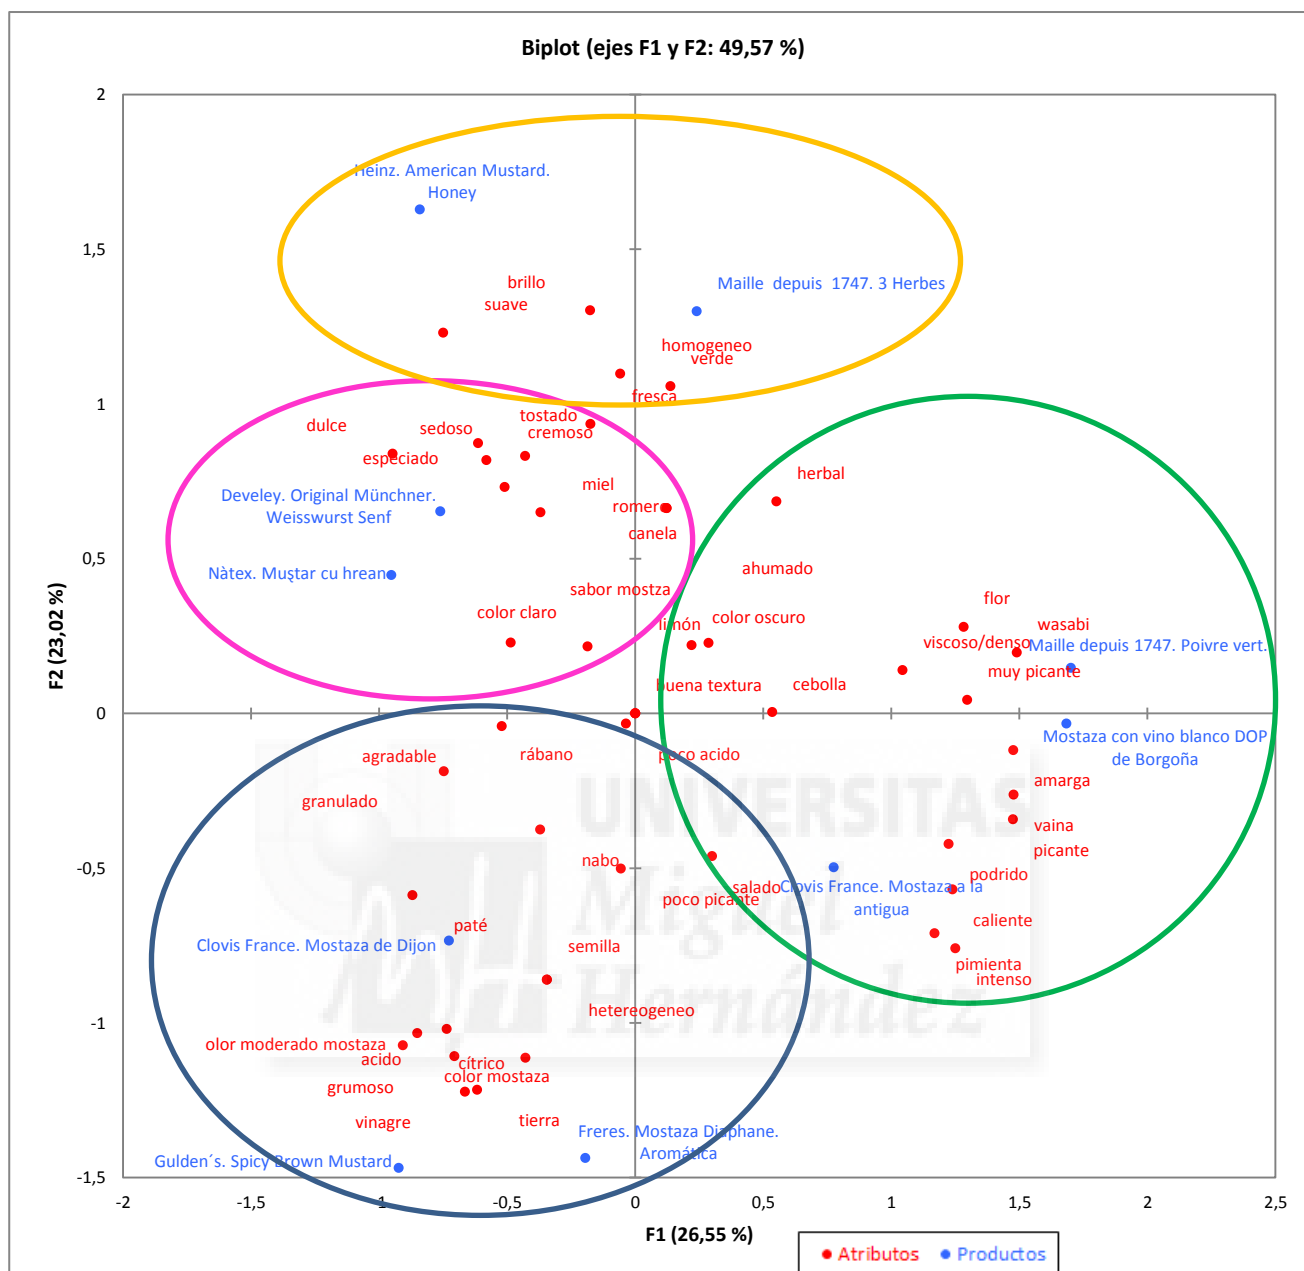 Biplot (ejes F1 y F2: 49,57 %)
2
Heinz. American Mustard.
Honey
1,5
brillo
Maille depuis 1747. 3 Herbes
suave
homogeneo
verde
1
fresca
tostado
dulce
sedoso
cremoso
especiado
herbal
miel
Develey. Original Münchner.
Weisswurst Senf
romero
canela
0,5
ahumado
Nàtex. Muştar cu hrean
sabor mostza
flor
color claro
color oscuro
limón
wasabi
viscoso/denso
Maille depuis 1747. Poivre vert.
muy picante
buena textura
cebolla
0
Mostaza con vino blanco DOP
de Borgoña
agradable
rábano
poco acido
amarga
granulado
UNIVERSITAS
Miguel
Hernández
vaina
picante
nabo
-0,5
podrido
salado
Clovis France. Mostaza a la
antigua
poco picante
paté
caliente
Clovis France. Mostaza de Dijon
semilla
pimienta
intenso
-1
hetereogeneo
olor moderado mostaza
acido
cítrico
color mostaza
grumoso
vinagre
tierra
Freres. Mostaza Diaphane.
Aromática
Gulden´s. Spicy Brown Mustard
-1,5
-2
-1,5
-1
-0,5
0
0,5
1
1,5
2
2,5
F2 (23,02 %)
F1 (26,55 %)
Atributos
Productos